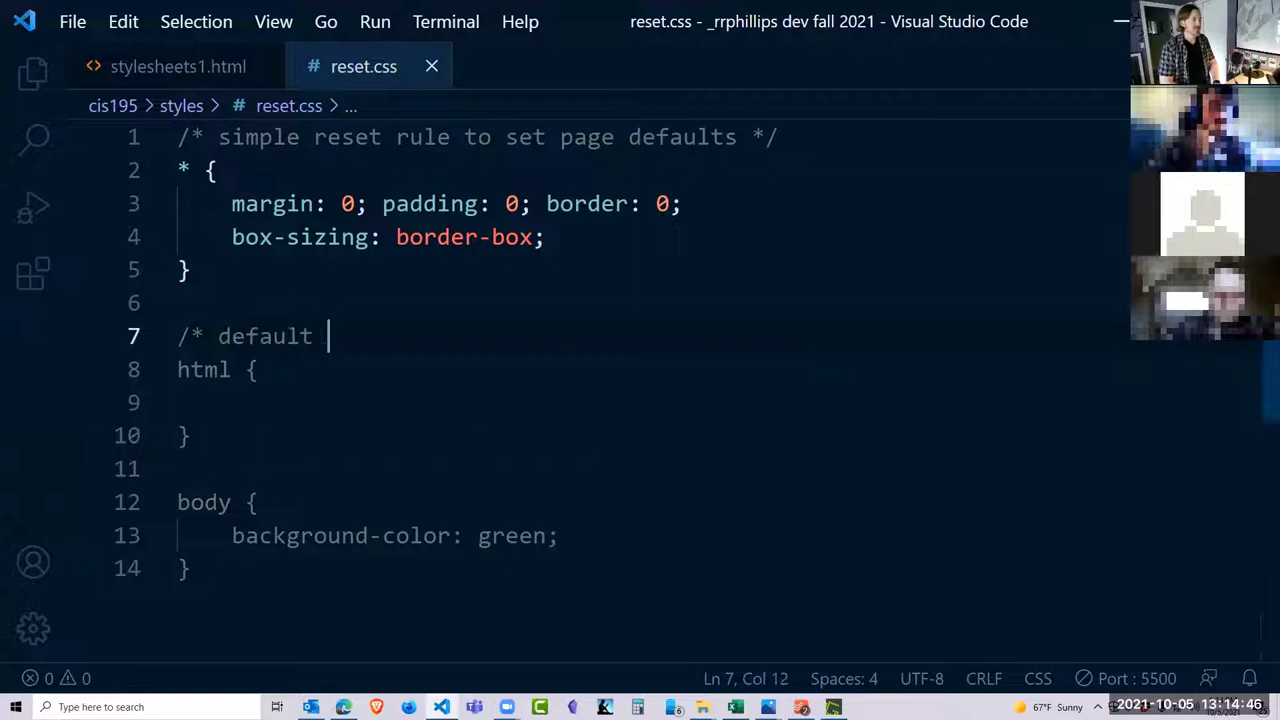 File Edit Selection View Go Run Terminal Help reset.css - _rrphillips dev fall 2021 - Visual Studio Code
<> stylesheets1.html # reset.css
cis195 > styles > # reset.css > ...
1 /* simple reset rule to set page defaults */
2 * {
3 margin: 0; padding: 0; border: 0;
4 box-sizing: border-box;
5 }
6
7 /* default
8 html {
9
10 }
11
12 body {
13 background-color: green;
14 }
0 0 Ln 7, Col 12 Spaces: 4 UTF-8 CRLF CSS Port : 5500
Type here to search 6 67°F Sunny 2021-10-05 13:14:46